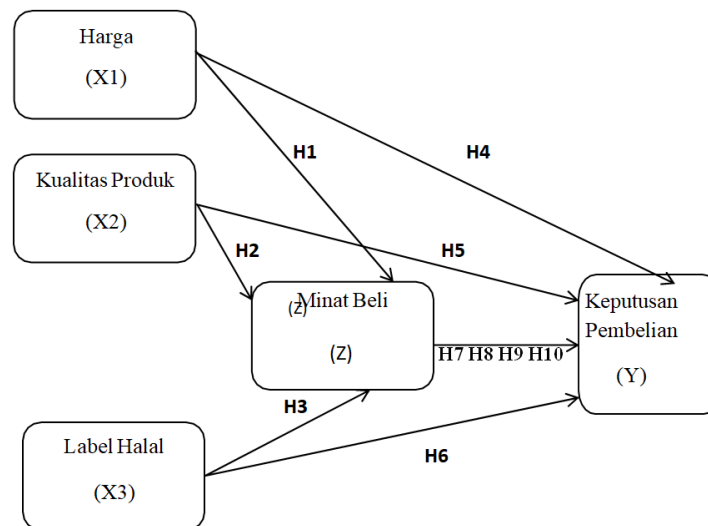 Harga
(X1)
H1
H4
Kualitas Produk
(X2)
H2
H5
Minat Beli
(Z)
(Z)
Keputusan
Pembelian
(Y)
H7 H8 H9 H10
H3
Label Halal
(X3)
H6